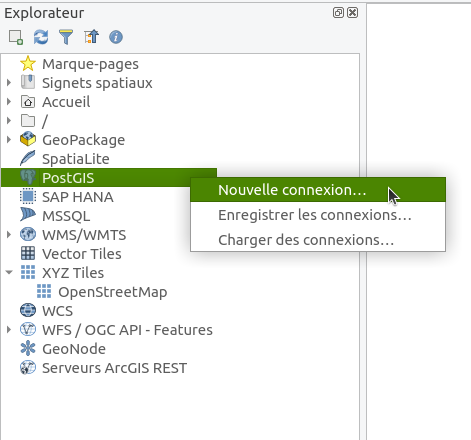 Explorateur
Marque-pages
Signets spatiaux
Accueil
/
GeoPackage
SpatiaLite
PostGIS
Nouvelle connexion…
Enregistrer les connexions…
Charger des connexions…
SAP HANA
MSSQL
WMS/WMTS
Vector Tiles
XYZ Tiles
OpenStreetMap
WCS
WFS / OGC API - Features
GeoNode
Serveurs ArcGIS REST